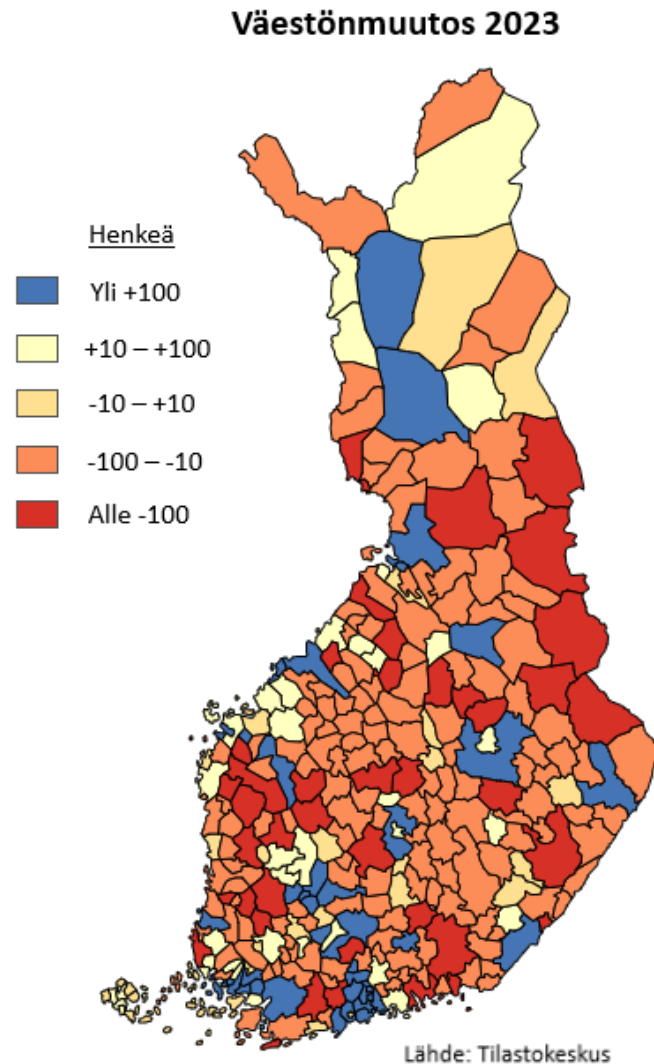 Väestönmuutos 2023
Henkeä
Yli +100
+10 – +100
-10 – +10
-100 – -10
Alle -100
Lähde: Tilastokeskus